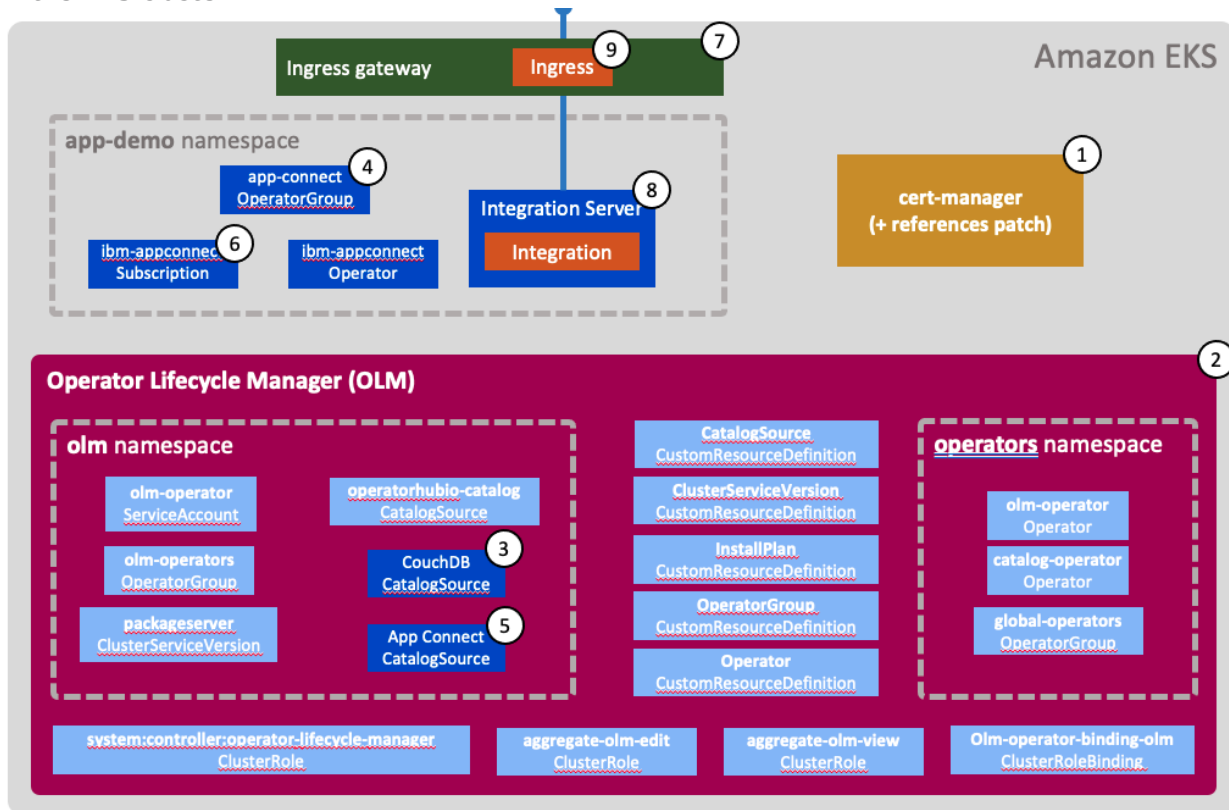 Amazon EKS
7
9
Ingress gateway
Ingress
app-demo namespace
4
app-connect
OperatorGroup
1
cert-manager
(+ references patch)
8
Integration Server
Integration
6
ibm-appconnect
Subscription
ibm-appconnect
Operator
2
Operator Lifecycle Manager (OLM)
olm namespace
olm-operator
ServiceAccount
operatorhubio-catalog
CatalogSource
olm-operators
OperatorGroup
3
CouchDB
CatalogSource
packageserver
ClusterServiceVersion
5
App Connect
CatalogSource
CatalogSource
CustomResourceDefinition
ClusterServiceVersion
CustomResourceDefinition
InstallPlan
CustomResourceDefinition
OperatorGroup
CustomResourceDefinition
Operator
CustomResourceDefinition
operators namespace
olm-operator
Operator
catalog-operator
Operator
global-operators
OperatorGroup
system:controller:operator-lifecycle-manager
ClusterRole
aggregate-olm-edit
ClusterRole
aggregate-olm-view
ClusterRole
Olm-operator-binding-olm
ClusterRoleBinding